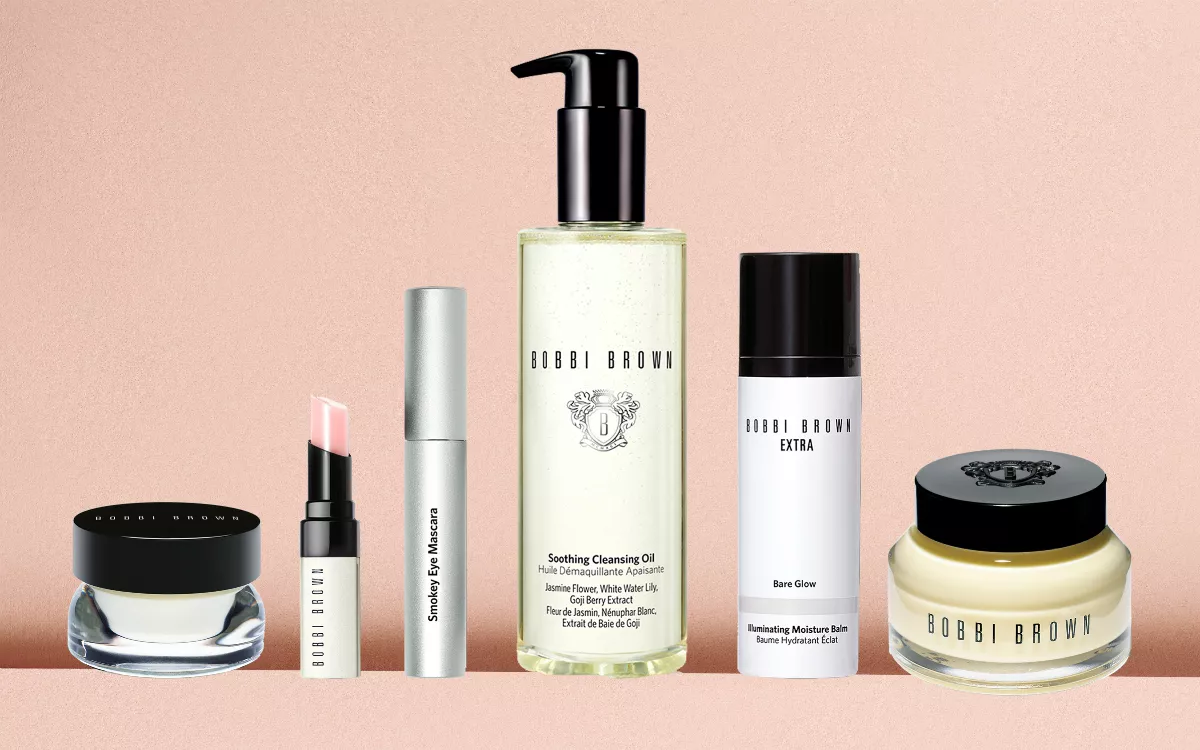 BOBBI BROWN
BOBBI BROWN
Smokey Eye Mascara
BOBBI BROWN
B
Soothing Cleansing Oil
Huile Démaquillante Apaisante
Jasmine Flower, White Water Lily,
Goji Berry Extract
Fleur de Jasmin, Nénuphar Blanc,
Extrait de Baie de Goji
BOBBI BROWN
EXTRA
Bare Glow
Illuminating Moisture Balm
Baume Hydratant Éclat
B
BOBBI BROWN